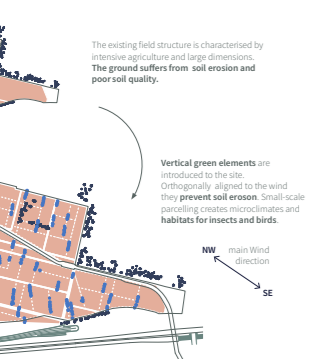 The existing field structure is characterised by
intensive agriculture and large dimensions.
The ground suffers from soil erosion and
poor soil quality.
Vertical green elements are
introduced to the site.
Orthogonally aligned to the wind
they prevent soil eroson. Small-scale
parcelling creates microclimates and
habitats for insects and birds.
NW main Wind
direction
SE